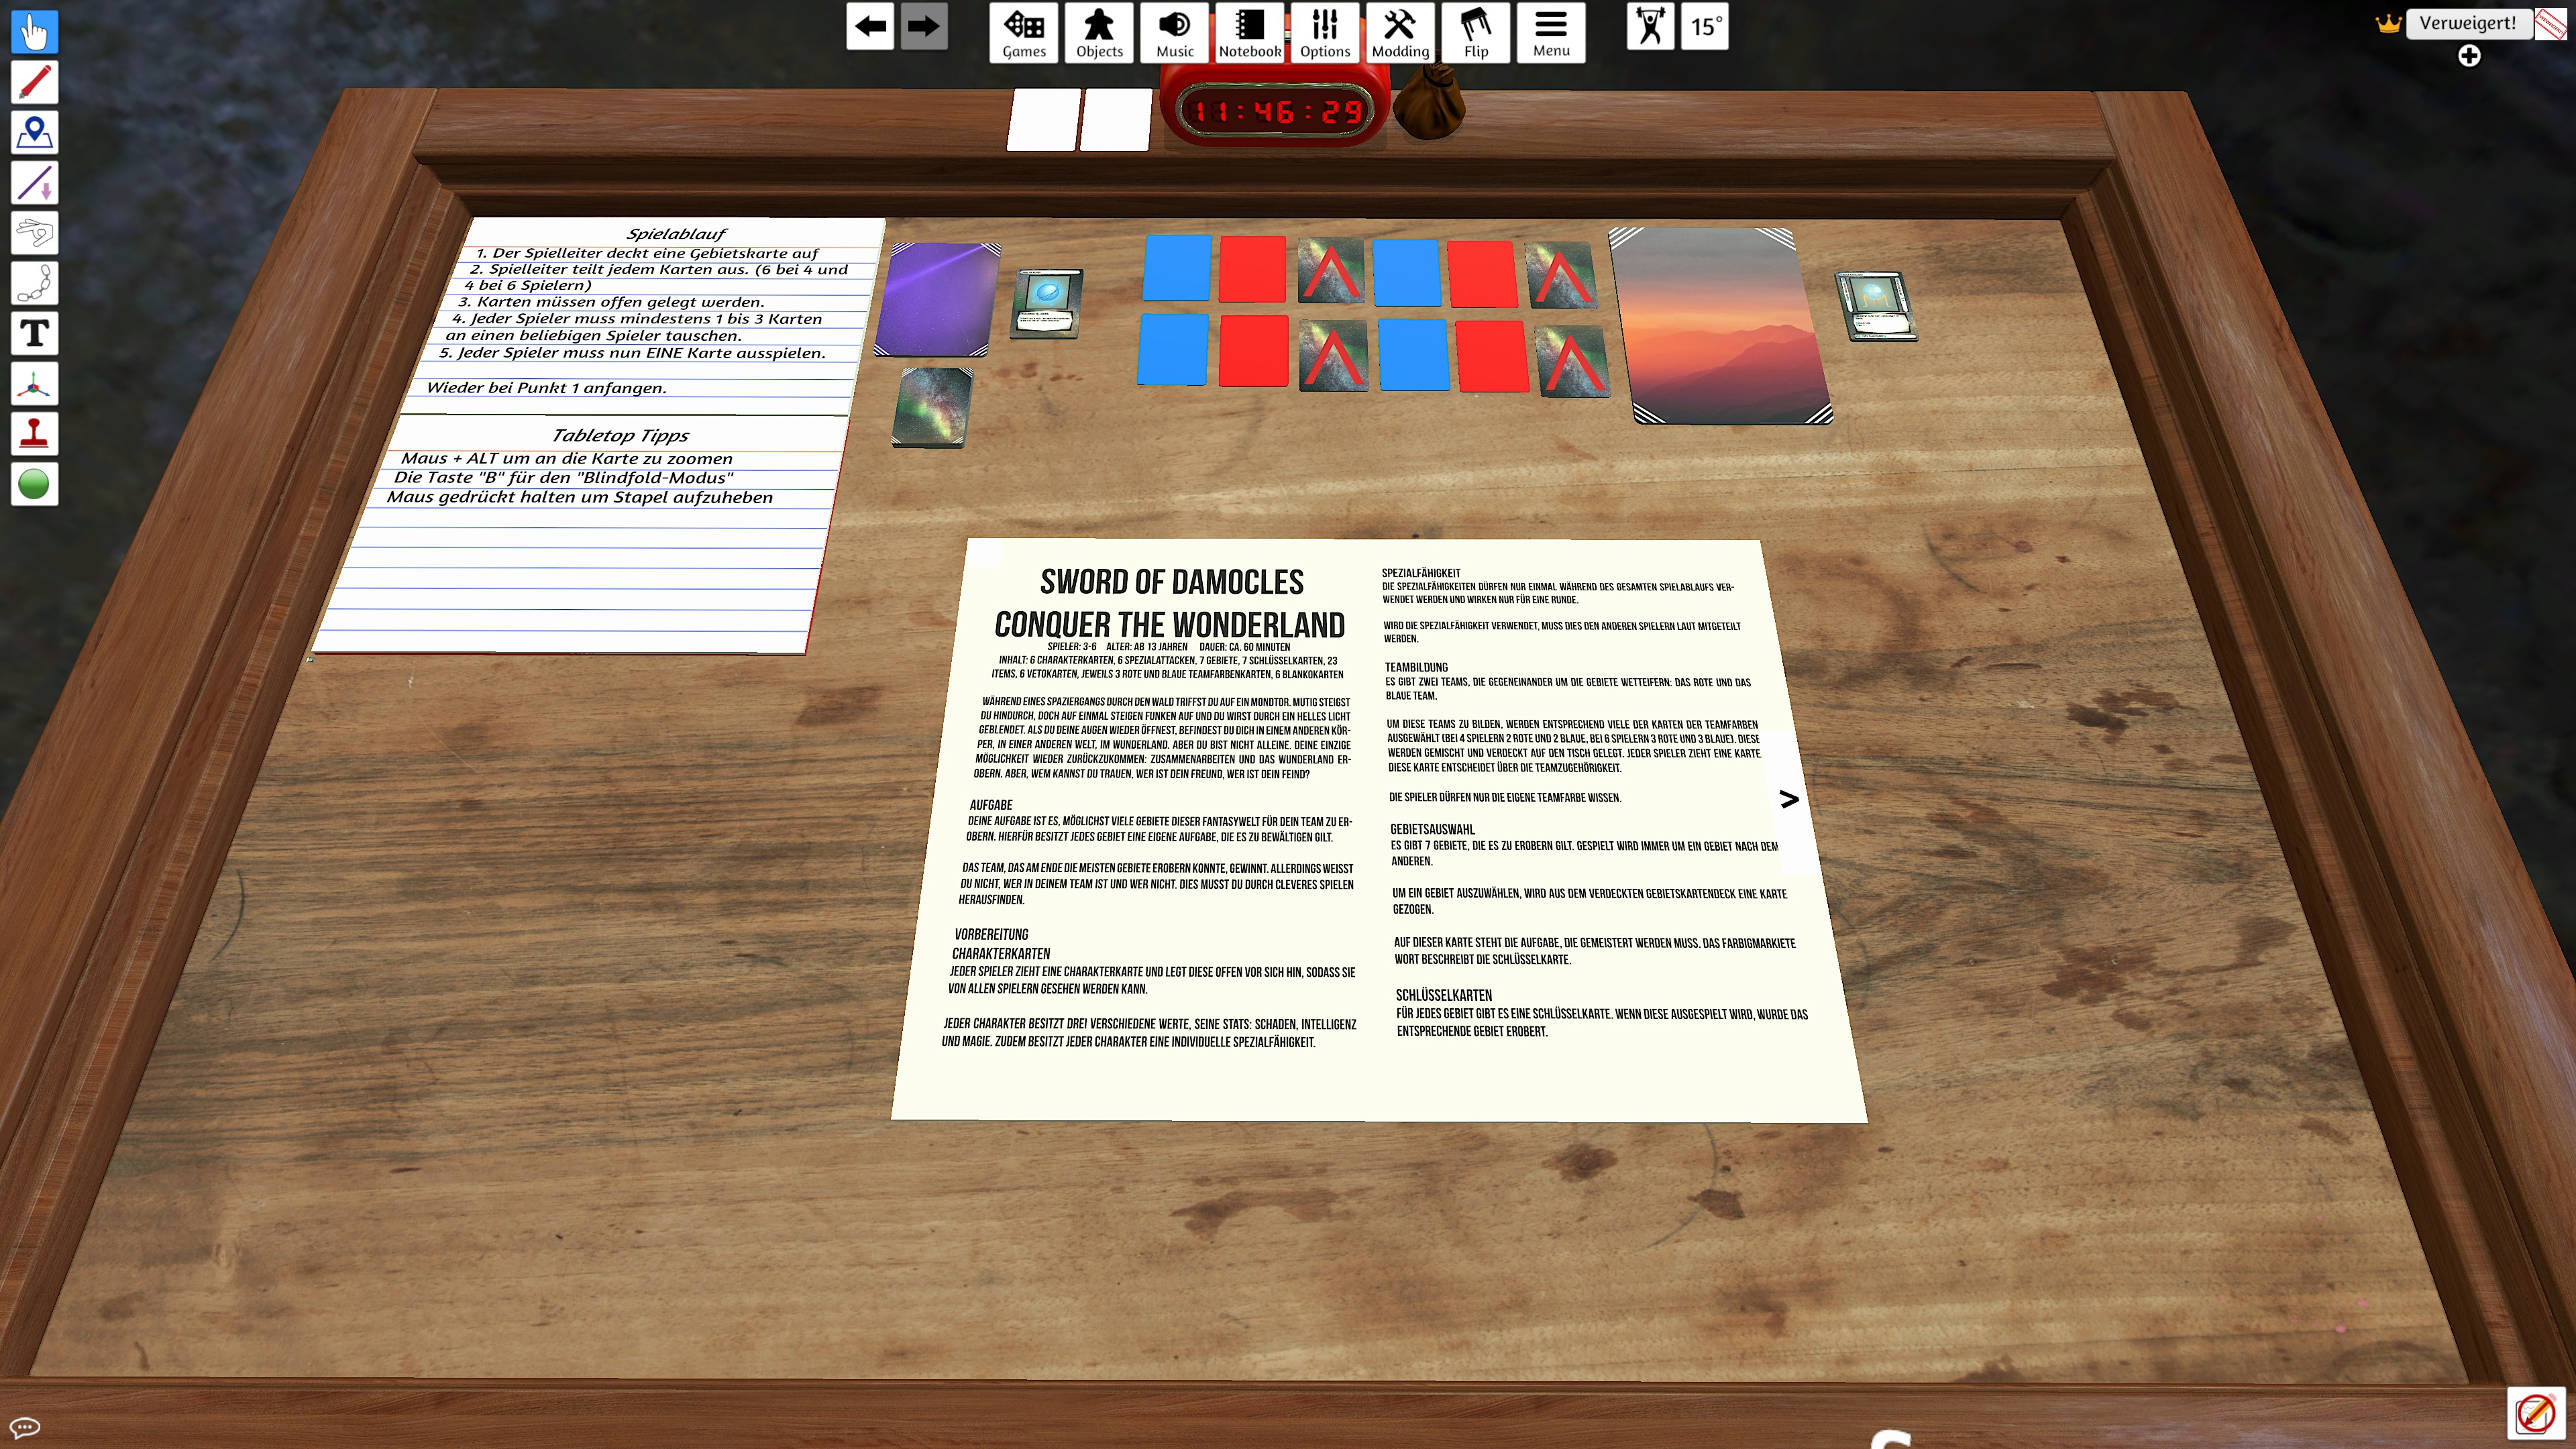 Games
Objects
Music
Notebook
Options
Modding
Flip
Menu
15°
Verweigert!
11:46:29
Spielablauf
1. Der Spielleiter deckt eine Gebietskarte auf
2. Spielleiter teilt jedem Karten aus. (6 bei 4 und
4 bei 6 Spielern)
3. Karten müssen offen gelegt werden.
4. Jeder Spieler muss mindestens 1 bis 3 Karten
an einen beliebigen Spieler tauschen.
5. Jeder Spieler muss nun EINE Karte ausspielen.
Wieder bei Punkt 1 anfangen.
Tabletop Tipps
Maus + ALT um an die Karte zu zoomen
Die Taste "B" für den "Blindfold-Modus"
Maus gedrückt halten um Stapel aufzuheben
SWORD OF DAMOCLES
CONQUER THE WONDERLAND
SPIELER: 3-6 ALTER: AB 13 JAHREN DAUER: CA. 60 MINUTEN
INHALT: 6 CHARAKTERKARTEN, 6 SPEZIALATTACKEN, 7 GEBIETE, 7 SCHLÜSSELKARTEN, 23
ITEMS, 6 VETOKARTEN, JEWEILS 3 ROTE UND BLAUE TEAMFARBENKARTEN, 6 BLANKOKARTEN
WÄHREND EINES SPAZIERGANGS DURCH DEN WALD TRIFFST DU AUF EIN MONDTOR. MUTIG STEIGST
DU HINDURCH, DOCH AUF EINMAL STEIGEN FUNKEN AUF UND DU WIRST DURCH EIN HELLES LICHT
GEBLENDET. ALS DU DEINE AUGEN WIEDER ÖFFNEST, BEFINDEST DU DICH IN EINEM ANDEREN KÖR-
PER, IN EINER ANDEREN WELT, IM WUNDERLAND. ABER DU BIST NICHT ALLEINE. DEINE EINZIGE
MÖGLICHKEIT WIEDER ZURÜCKZUKOMMEN: ZUSAMMENARBEITEN UND DAS WUNDERLAND ER-
OBERN. ABER, WEM KANNST DU TRAUEN, WER IST DEIN FREUND, WER IST DEIN FEIND?
AUFGABE
DEINE AUFGABE IST ES, MÖGLICHST VIELE GEBIETE DIESER FANTASYWELT FÜR DEIN TEAM ZU ER-
OBERN. HIERFÜR BESITZT JEDES GEBIET EINE EIGENE AUFGABE, DIE ES ZU BEWÄLTIGEN GILT.
DAS TEAM, DAS AM ENDE DIE MEISTEN GEBIETE EROBERN KONNTE, GEWINNT. ALLERDINGS WEISST
DU NICHT, WER IN DEINEM TEAM IST UND WER NICHT. DIES MUSST DU DURCH CLEVERES SPIELEN
HERAUSFINDEN.
VORBEREITUNG
CHARAKTERKARTEN
JEDER SPIELER ZIEHT EINE CHARAKTERKARTE UND LEGT DIESE OFFEN VOR SICH HIN, SODASS SIE
VON ALLEN SPIELERN GESEHEN WERDEN KANN.
JEDER CHARAKTER BESITZT DREI VERSCHIEDENE WERTE, SEINE STATS: SCHADEN, INTELLIGENZ
UND MAGIE. ZUDEM BESITZT JEDER CHARAKTER EINE INDIVIDUELLE SPEZIALFÄHIGKEIT.
SPEZIALFÄHIGKEIT
DIE SPEZIALFÄHIGKEITEN DÜRFEN NUR EINMAL WÄHREND DES GESAMTEN SPIELABLAUFS VER-
WENDET WERDEN UND WIRKEN NUR FÜR EINE RUNDE.
WIRD DIE SPEZIALFÄHIGKEIT VERWENDET, MUSS DIES DEN ANDEREN SPIELERN LAUT MITGETEILT
WERDEN.
TEAMBILDUNG
ES GIBT ZWEI TEAMS, DIE GEGENEINANDER UM DIE GEBIETE WETTEIFERN: DAS ROTE UND DAS
BLAUE TEAM.
UM DIESE TEAMS ZU BILDEN, WERDEN ENTSPRECHEND VIELE DER KARTEN DER TEAMFARBEN
AUSGEWÄHLT (BEI 4 SPIELERN 2 ROTE UND 2 BLAUE, BEI 6 SPIELERN 3 ROTE UND 3 BLAUE). DIESE
WERDEN GEMISCHT UND VERDECKT AUF DEN TISCH GELEGT. JEDER SPIELER ZIEHT EINE KARTE.
DIESE KARTE ENTSCHEIDET ÜBER DIE TEAMZUGEHÖRIGKEIT.
DIE SPIELER DÜRFEN NUR DIE EIGENE TEAMFARBE WISSEN.
GEBIETSAUSWAHL
ES GIBT 7 GEBIETE, DIE ES ZU EROBERN GILT. GESPIELT WIRD IMMER UM EIN GEBIET NACH DEM
ANDEREN.
UM EIN GEBIET AUSZUWÄHLEN, WIRD AUS DEM VERDECKTEN GEBIETSKARTENDECK EINE KARTE
GEZOGEN.
AUF DIESER KARTE STEHT DIE AUFGABE, DIE GEMEISTERT WERDEN MUSS. DAS FARBIGMARKIETE
WORT BESCHREIBT DIE SCHLÜSSELKARTE.
SCHLÜSSELKARTEN
FÜR JEDES GEBIET GIBT ES EINE SCHLÜSSELKARTE. WENN DIESE AUSGESPIELT WIRD, WURDE DAS
ENTSPRECHENDE GEBIET EROBERT.
>